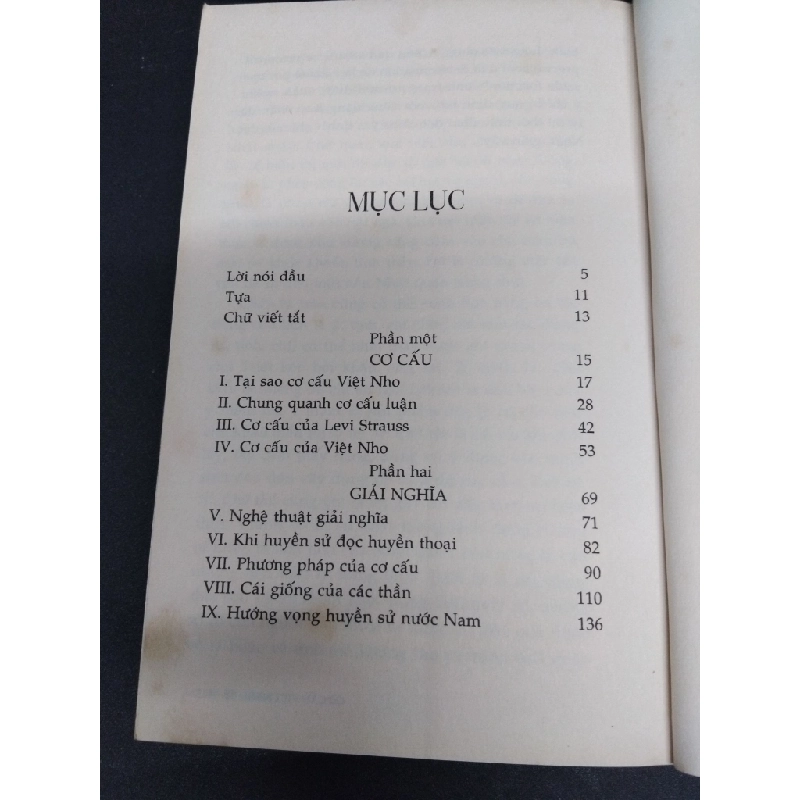 MỤC LỤC
Lời nói đầu 5
Tựa 11
Chữ viết tắt 13
Phần một
CƠ CẤU 15
I. Tại sao cơ cấu Việt Nho 17
II. Chung quanh cơ cấu luận 28
III. Cơ cấu của Levi Strauss 42
IV. Cơ cấu của Việt Nho 53
Phần hai
GIẢI NGHĨA 69
V. Nghệ thuật giải nghĩa 71
VI. Khi huyền sử đọc huyền thoại 82
VII. Phương pháp của cơ cấu 90
VIII. Cái giống của các thần 110
IX. Hướng vọng huyền sử nước Nam 136